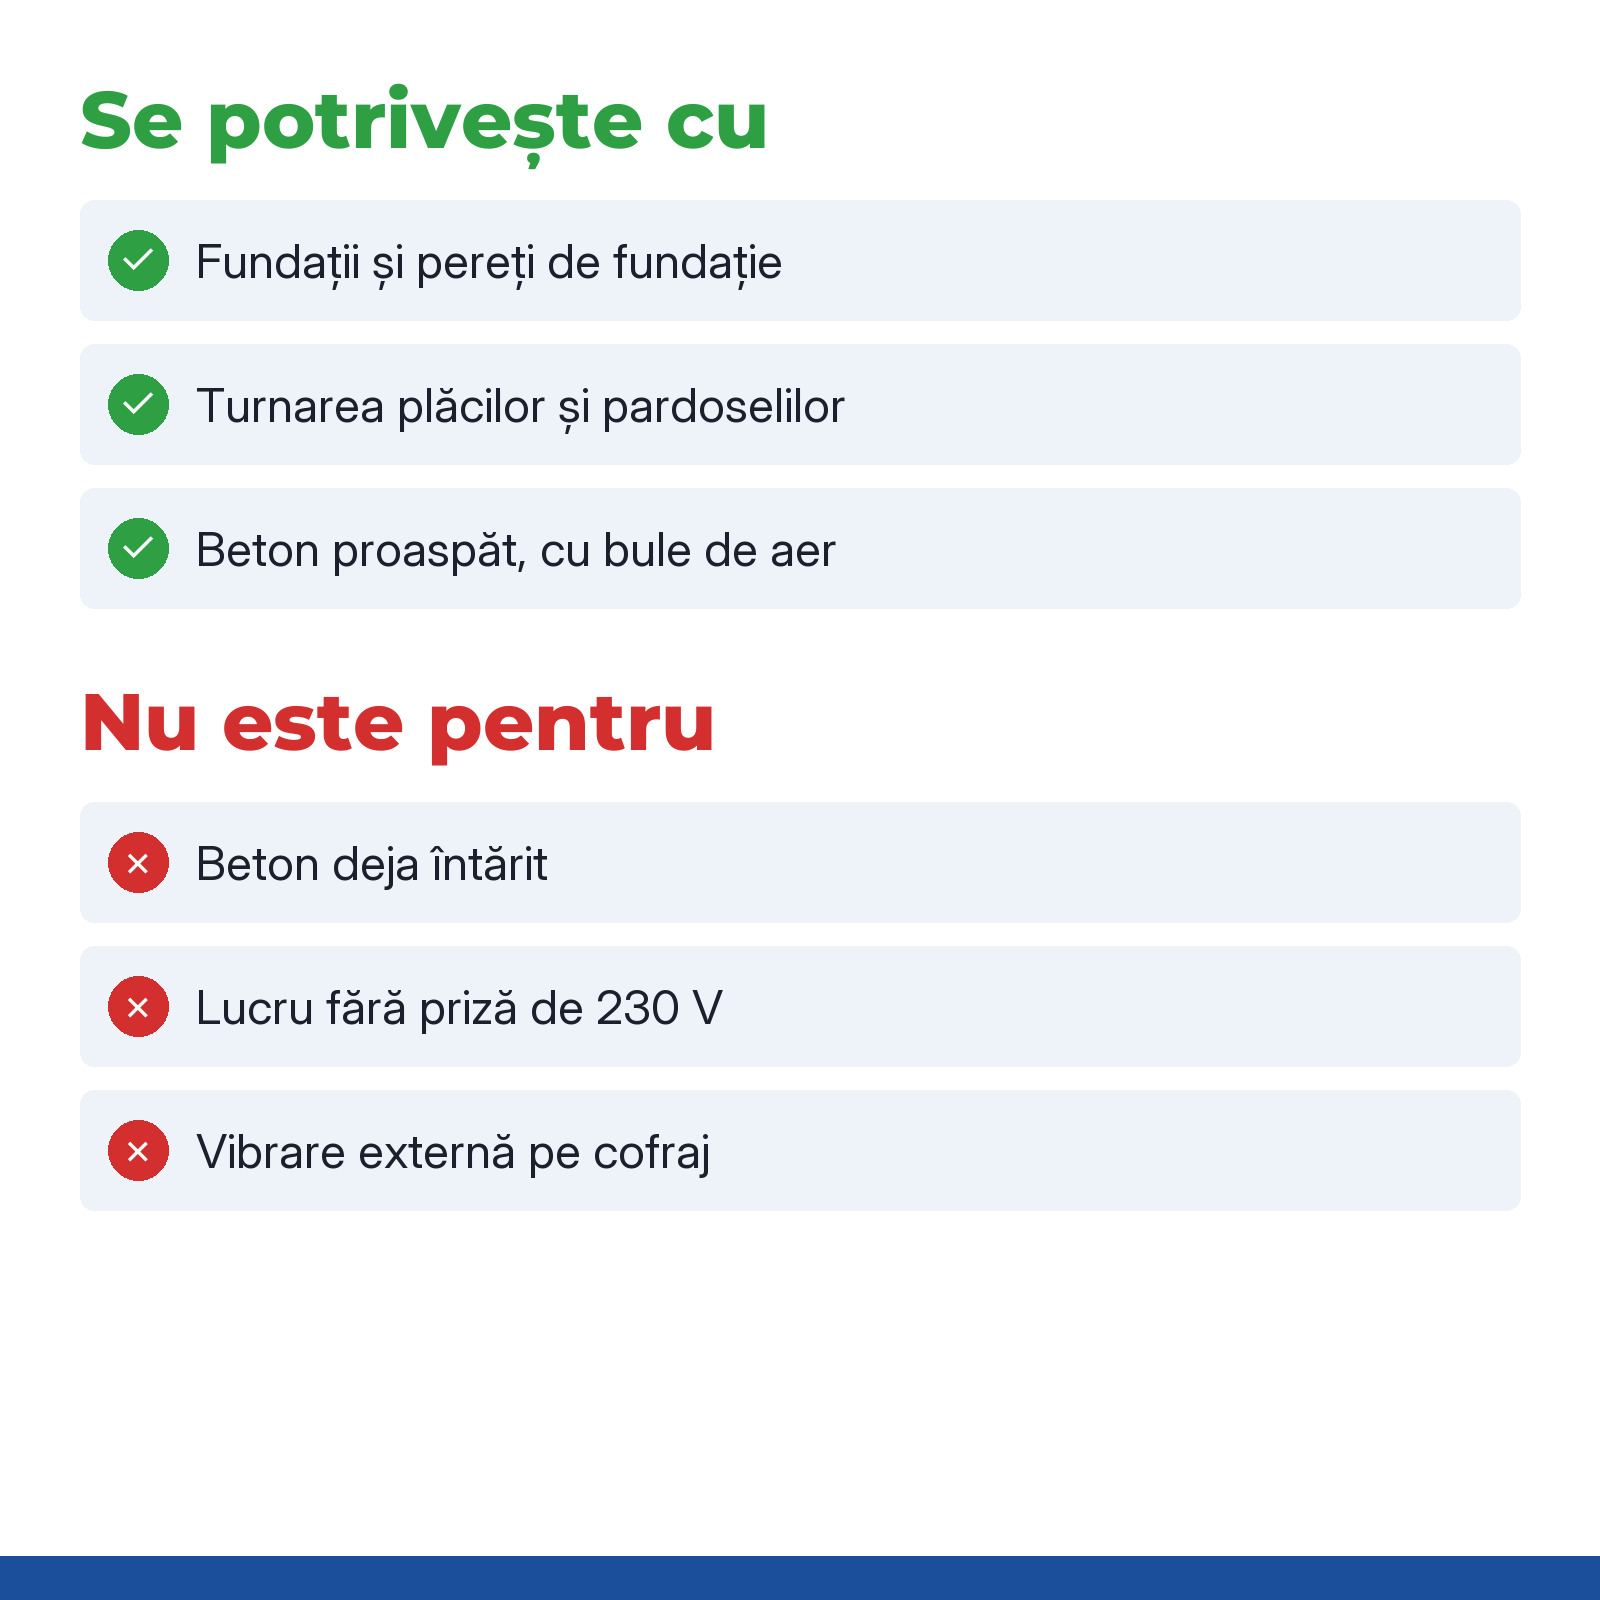 Se potrivește cu
Fundații și pereți de fundație
Turnarea plăcilor și pardoselilor
Beton proaspăt, cu bule de aer
Nu este pentru
Beton deja întărit
Lucru fără priză de 230 V
Vibrare externă pe cofraj